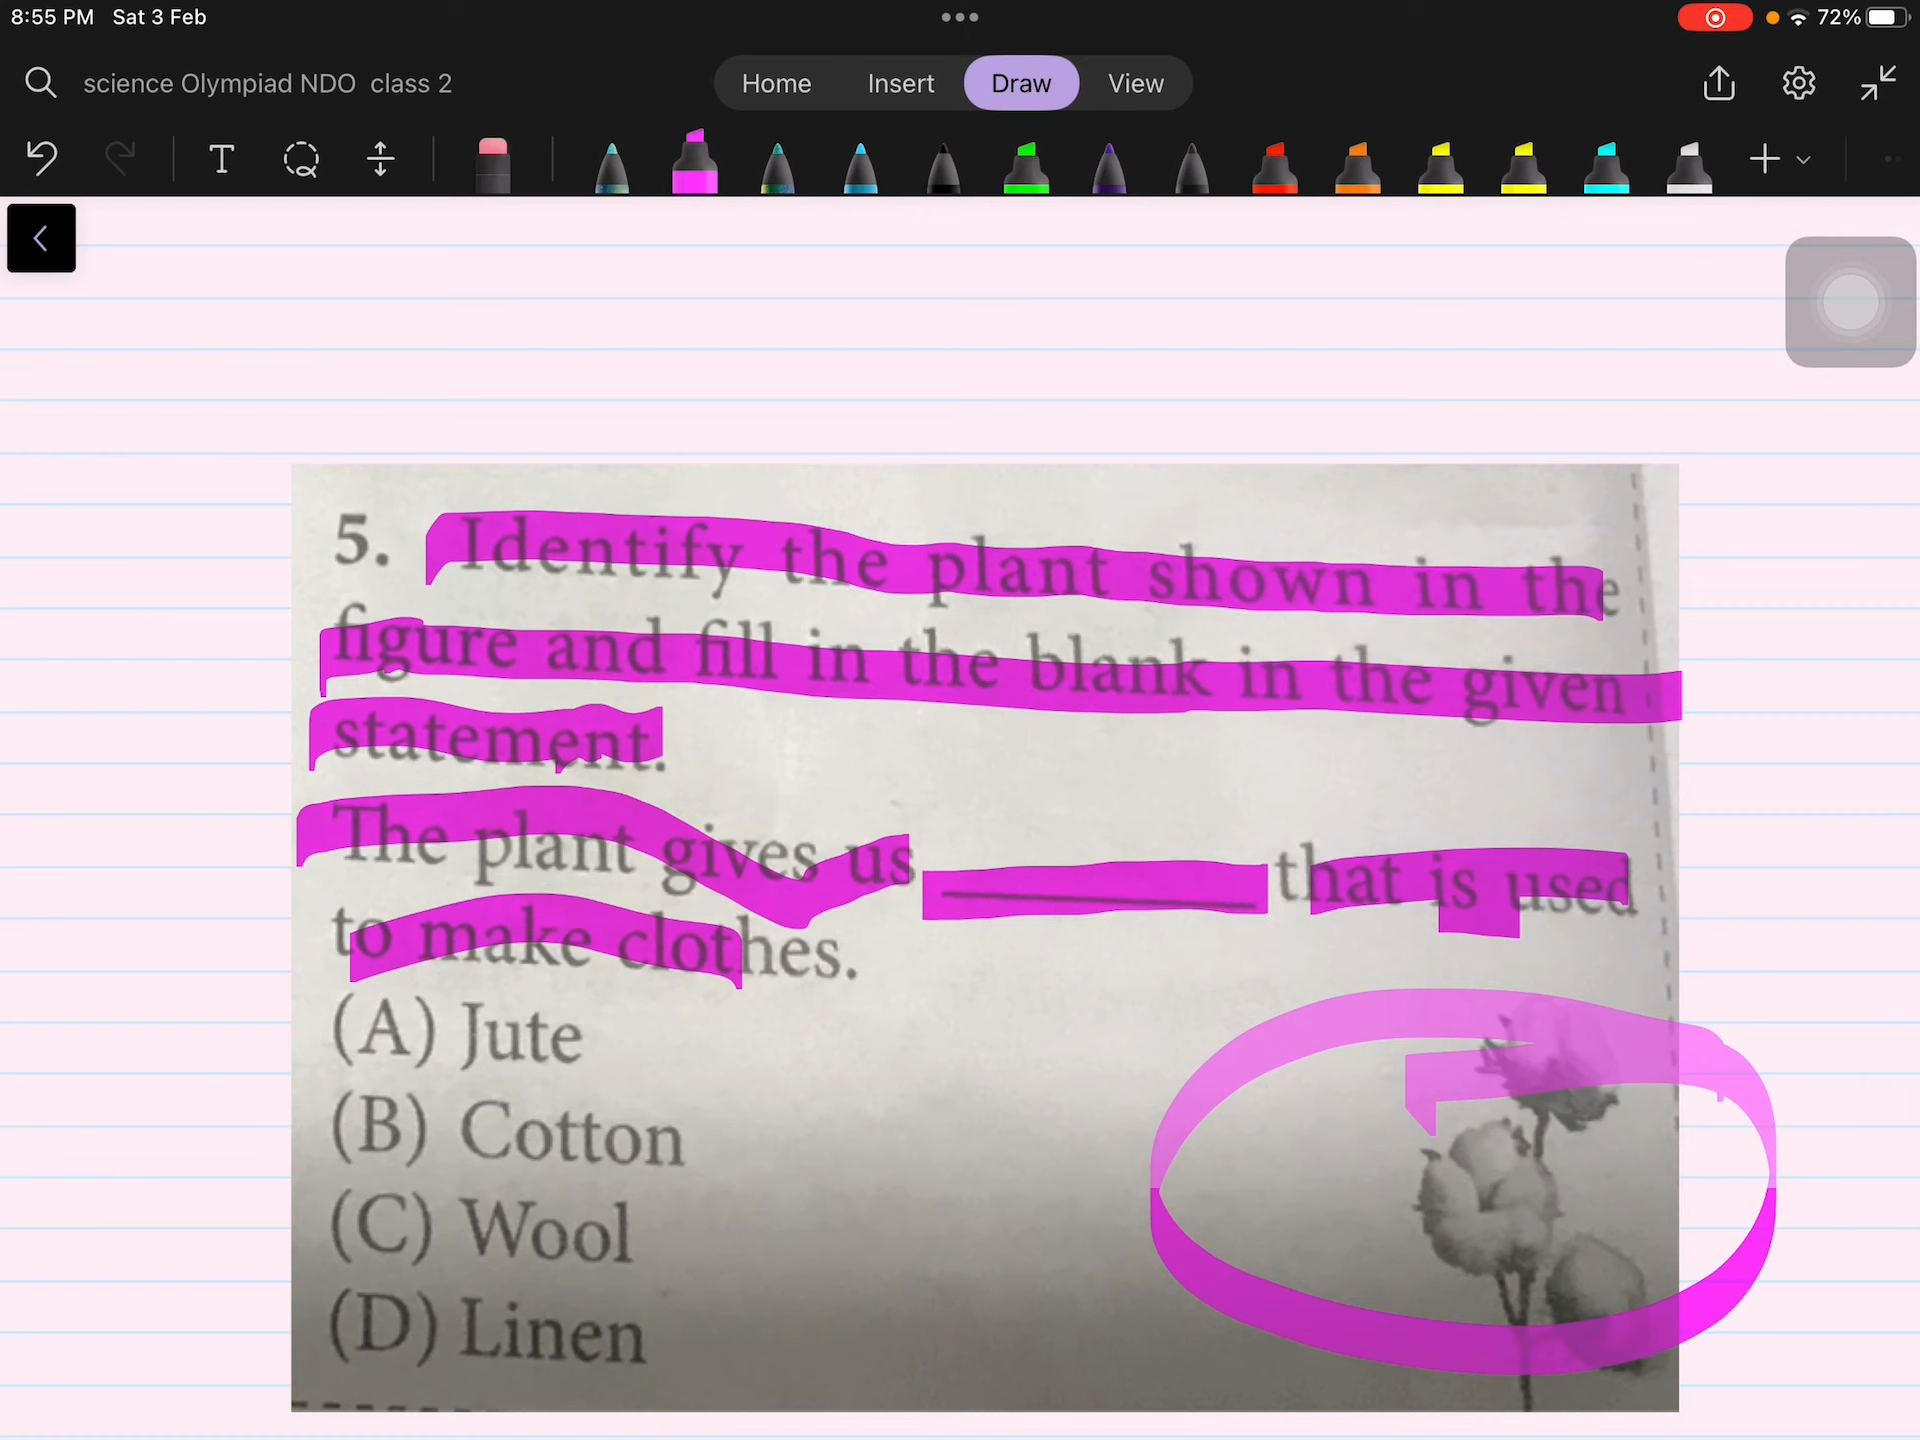 8:55 PM Sat 3 Feb
72%
science Olympiad NDO class 2
Home Insert Draw View
T
5. Identify the plant shown in the
figure and fill in the blank in the given
statement.
The plant gives us ________ that is used
to make clothes.
(A) Jute
(B) Cotton
(C) Wool
(D) Linen